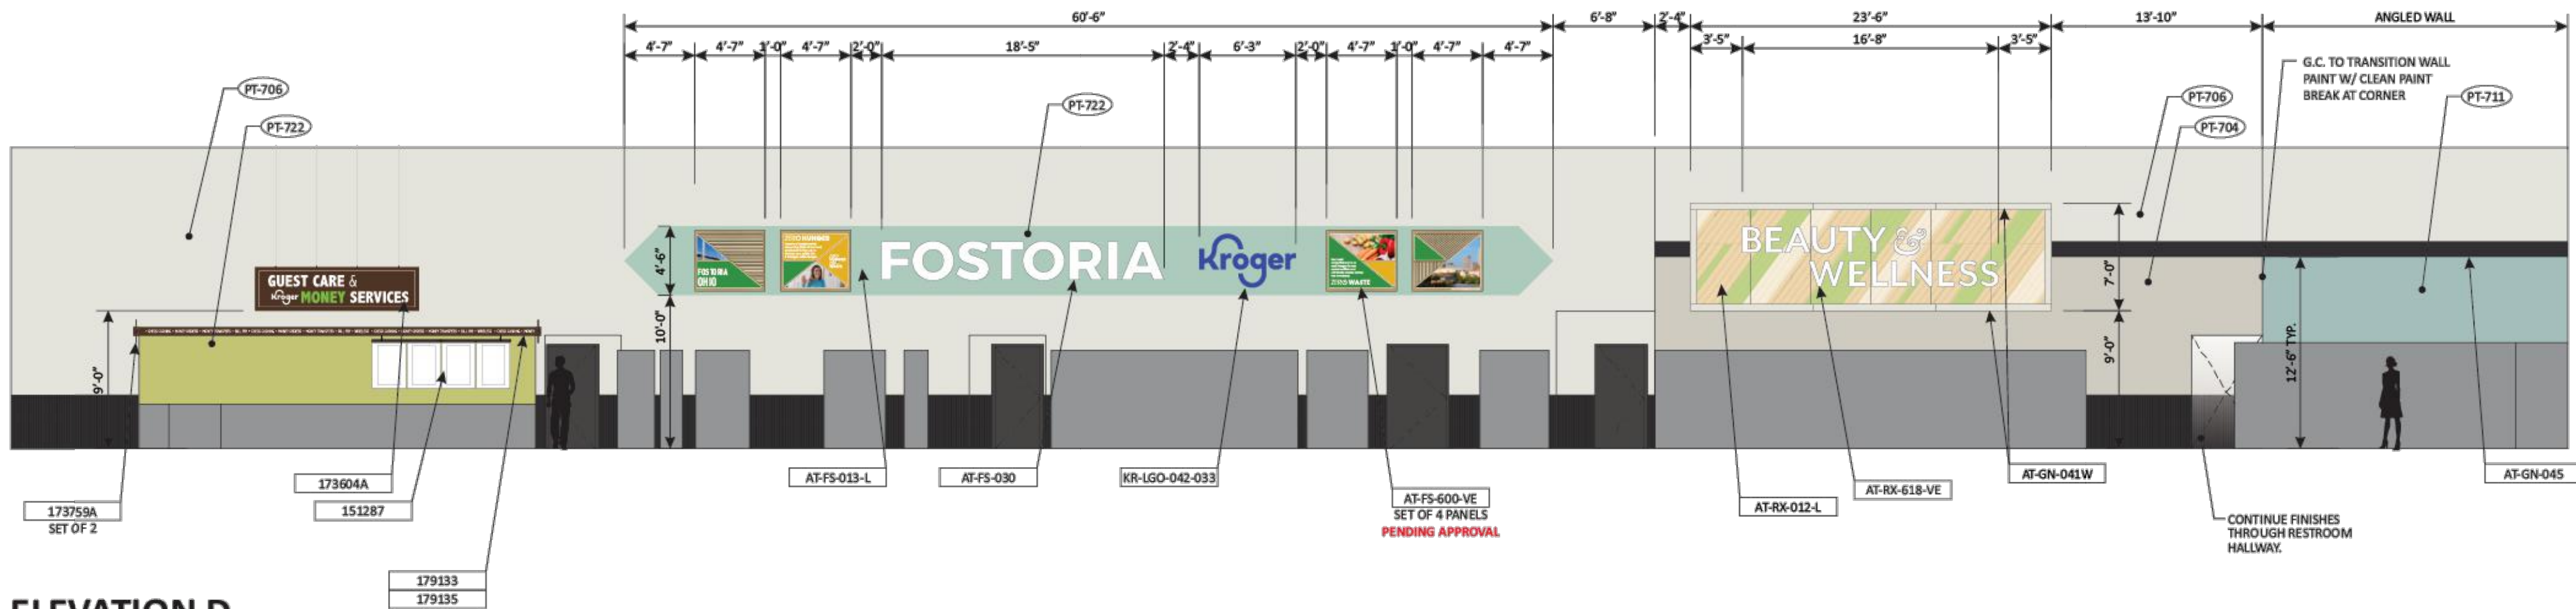 60'-6"
6'-8"
2'-4"
23'-6"
13'-10"
ANGLED WALL
4'-7"
4'-7"
1'-0"
4'-7"
2'-0"
18'-5"
2'-4"
6'-3"
2'-0"
4'-7"
1'-0"
4'-7"
4'-7"
3'-5"
16'-8"
3'-5"
G.C. TO TRANSITION WALL
PAINT W/ CLEAN PAINT
BREAK AT CORNER
PT-706
PT-722
PT-722
PT-706
PT-704
PT-711
GUEST CARE &
Kroger MONEY SERVICES
4'-6"
10'-0"
FOSTORIA
OHIO
ZERO HUNGER
FOSTORIA
Kroger
ZERO WASTE
BEAUTY &
WELLNESS
7'-0"
9'-0"
9'-0"
12'-6" TYP.
173759A
SET OF 2
173604A
151287
179133
179135
AT-FS-013-L
AT-FS-030
KR-LGO-042-033
AT-FS-600-VE
SET OF 4 PANELS
PENDING APPROVAL
AT-RX-012-L
AT-RX-618-VE
AT-GN-041W
AT-GN-045
CONTINUE FINISHES
THROUGH RESTROOM
HALLWAY.
ELEVATION D